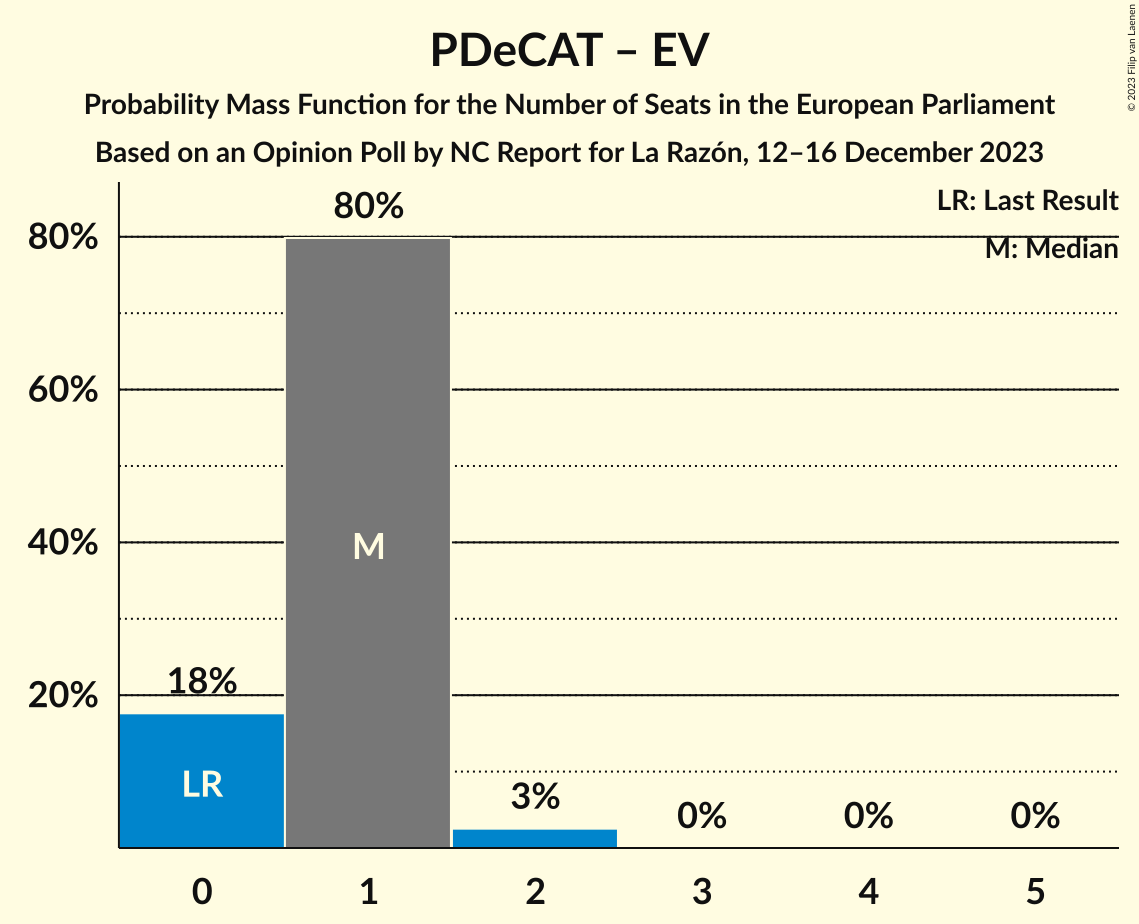 PDeCAT – EV
Probability Mass Function for the Number of Seats in the European Parliament
Based on an Opinion Poll by NC Report for La Razón, 12–16 December 2023
© 2023 Filip van Laenen
LR: Last Result
M: Median
80%
60%
40%
20%
18%
80%
3%
0%
0%
0%
LR
M
0
1
2
3
4
5